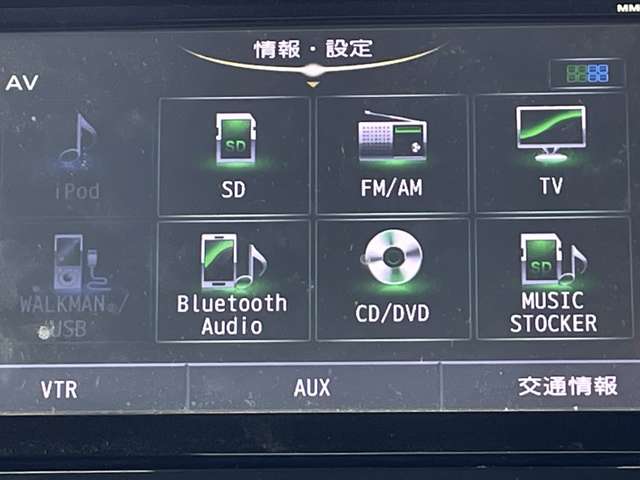 MM
情報・設定
AV
iPod
SD
SD
FM/AM
TV
WALKMAN®/
USB
Bluetooth
Audio
CD/DVD
SD
MUSIC
STOCKER
VTR
AUX
交通情報